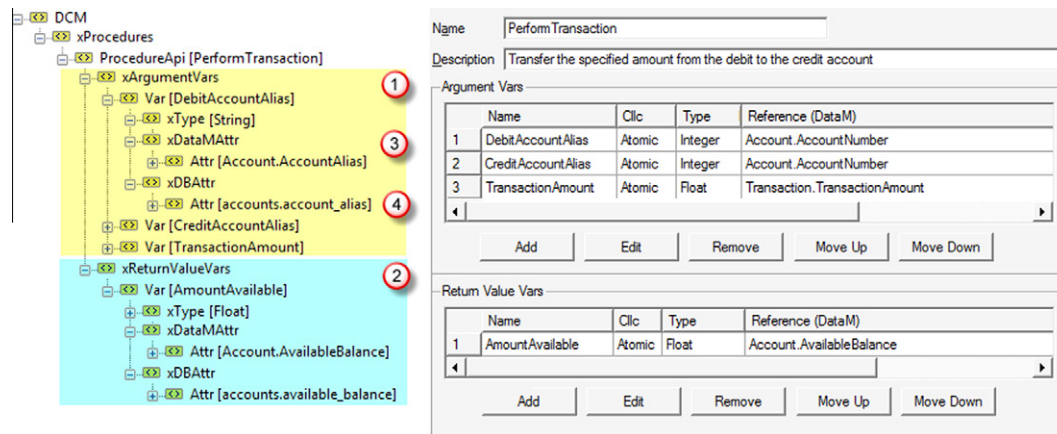 DCM
xProcedures
ProcedureApi [PerformTransaction]
xArgumentVars
1
Var [DebitAccountAlias]
xType [String]
xDataMAttr
3
Attr [Account.AccountAlias]
xDBAttr
Attr [accounts.account_alias]
4
Var [CreditAccountAlias]
Var [TransactionAmount]
xReturnValueVars
2
Var [AmountAvailable]
xType [Float]
xDataMAttr
Attr [Account.AvailableBalance]
xDBAttr
Attr [accounts.available_balance]
Name PerformTransaction
Description Transfer the specified amount from the debit to the credit account
Argument Vars
Name Cllc Type Reference (DataM)
1 DebitAccountAlias Atomic Integer Account.AccountNumber
2 CreditAccountAlias Atomic Integer Account.AccountNumber
3 TransactionAmount Atomic Float Transaction.TransactionAmount
Add Edit Remove Move Up Move Down
Return Value Vars
Name Cllc Type Reference (DataM)
1 AmountAvailable Atomic Float Account.AvailableBalance
Add Edit Remove Move Up Move Down